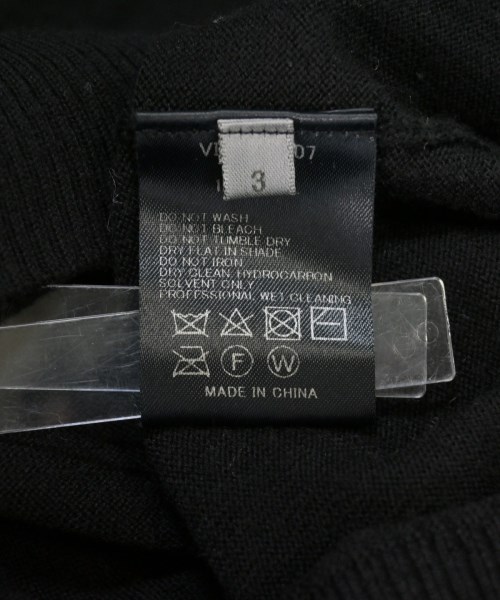 07
3
DO NOT WASH
DO NOT BLEACH
DO NOT TUMBLE DRY
DRY FLAT IN SHADE
DO NOT IRON
DRY CLEAN, HYDROCARBON
SOLVENT ONLY
PROFESSIONAL WET CLEANING
F W
MADE IN CHINA